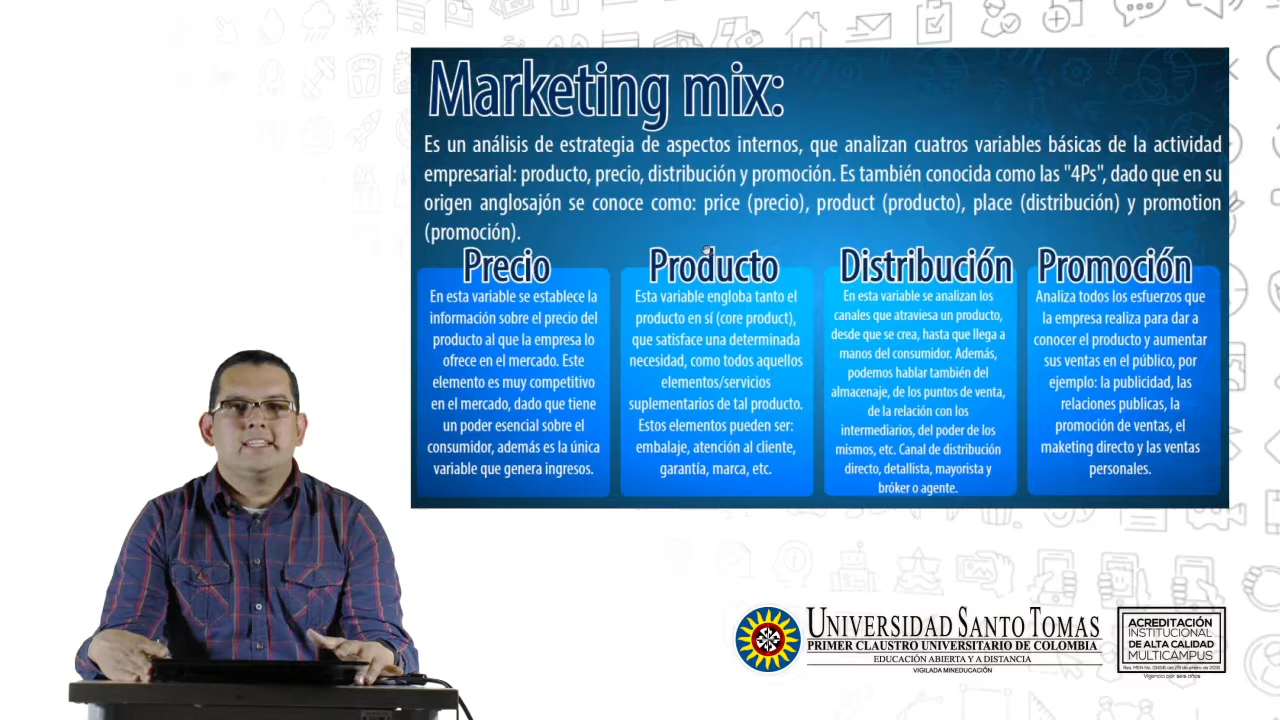 Marketing mix:
Es un análisis de estrategia de aspectos internos, que analizan cuatros variables básicas de la actividad
empresarial: producto, precio, distribución y promoción. Es también conocida como las "4Ps", dado que en su
origen anglosajón se conoce como: price (precio), product (producto), place (distribución) y promotion
(promoción).
Precio
En esta variable se establece la
información sobre el precio del
producto al que la empresa lo
ofrece en el mercado. Este
elemento es muy competitivo
en el mercado, dado que tiene
un poder esencial sobre el
consumidor, además es la única
variable que genera ingresos.
Producto
Esta variable engloba tanto el
producto en sí (core product),
que satisface una determinada
necesidad, como todos aquellos
elementos/servicios
suplementarios de tal producto.
Estos elementos pueden ser:
embalaje, atención al cliente,
garantía, marca, etc.
Distribución
En esta variable se analizan los
canales que atraviesa un producto,
desde que se crea, hasta que llega a
manos del consumidor. Además,
podemos hablar también del
almacenaje, de los puntos de venta,
de la relación con los
intermediarios, del poder de los
mismos, etc. Canal de distribución
directo, detallista, mayorista y
bróker o agente.
Promoción
Analiza todos los esfuerzos que
la empresa realiza para dar a
conocer el producto y aumentar
sus ventas en el público, por
ejemplo: la publicidad, las
relaciones publicas, la
promoción de ventas, el
maketing directo y las ventas
personales.
UNIVERSIDAD SANTO TOMAS
PRIMER CLAUSTRO UNIVERSITARIO DE COLOMBIA
EDUCACIÓN ABIERTA Y A DISTANCIA
VIGILADA MINEDUCACIÓN
ACREDITACIÓN
INSTITUCIONAL
DE ALTA CALIDAD
MULTICAMPUS
Vigencia por seis años